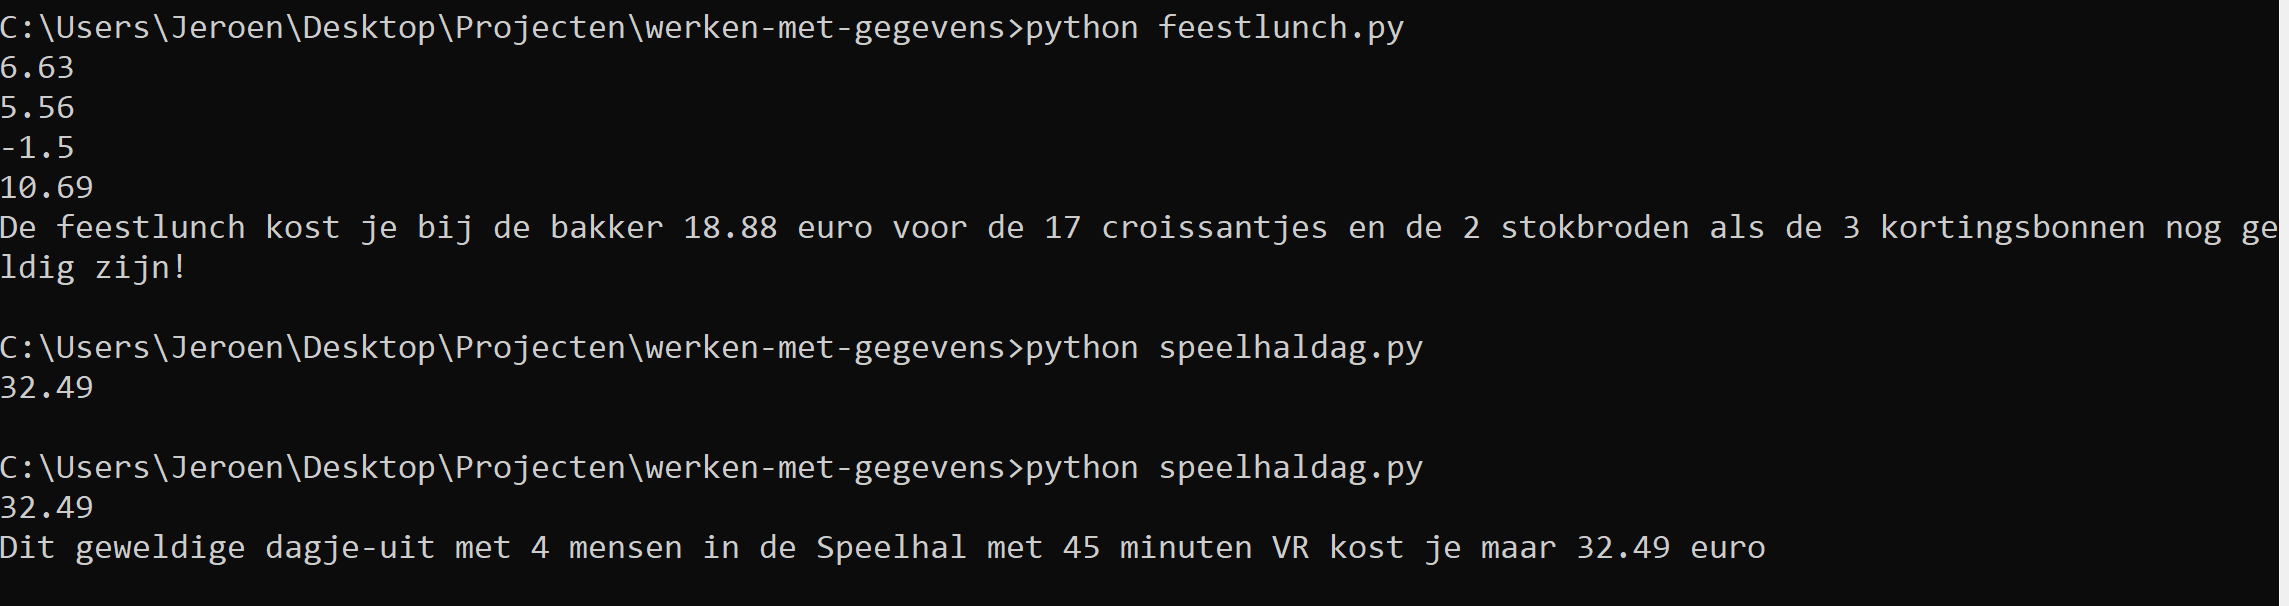 C:\Users\Jeroen\Desktop\Projecten\werken-met-gegevens>python feestlunch.py
6.63
5.56
-1.5
10.69
De feestlunch kost je bij de bakker 18.88 euro voor de 17 croissantjes en de 2 stokbroden als de 3 kortingsbonnen nog ge
ldig zijn!
C:\Users\Jeroen\Desktop\Projecten\werken-met-gegevens>python speelhaldag.py
32.49
C:\Users\Jeroen\Desktop\Projecten\werken-met-gegevens>python speelhaldag.py
32.49
Dit geweldige dagje-uit met 4 mensen in de Speelhal met 45 minuten VR kost je maar 32.49 euro